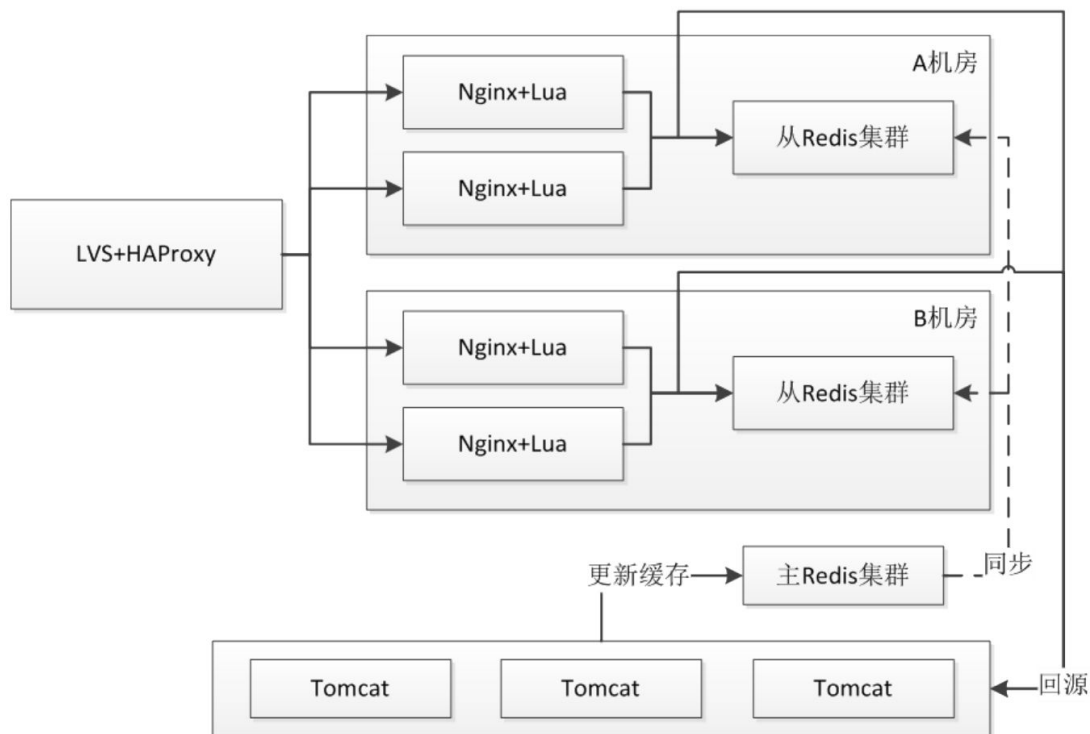 A机房
Nginx+Lua
从Redis集群
Nginx+Lua
LVS+HAProxy
B机房
Nginx+Lua
从Redis集群
Nginx+Lua
更新缓存
主Redis集群
同步
Tomcat
Tomcat
Tomcat
回源